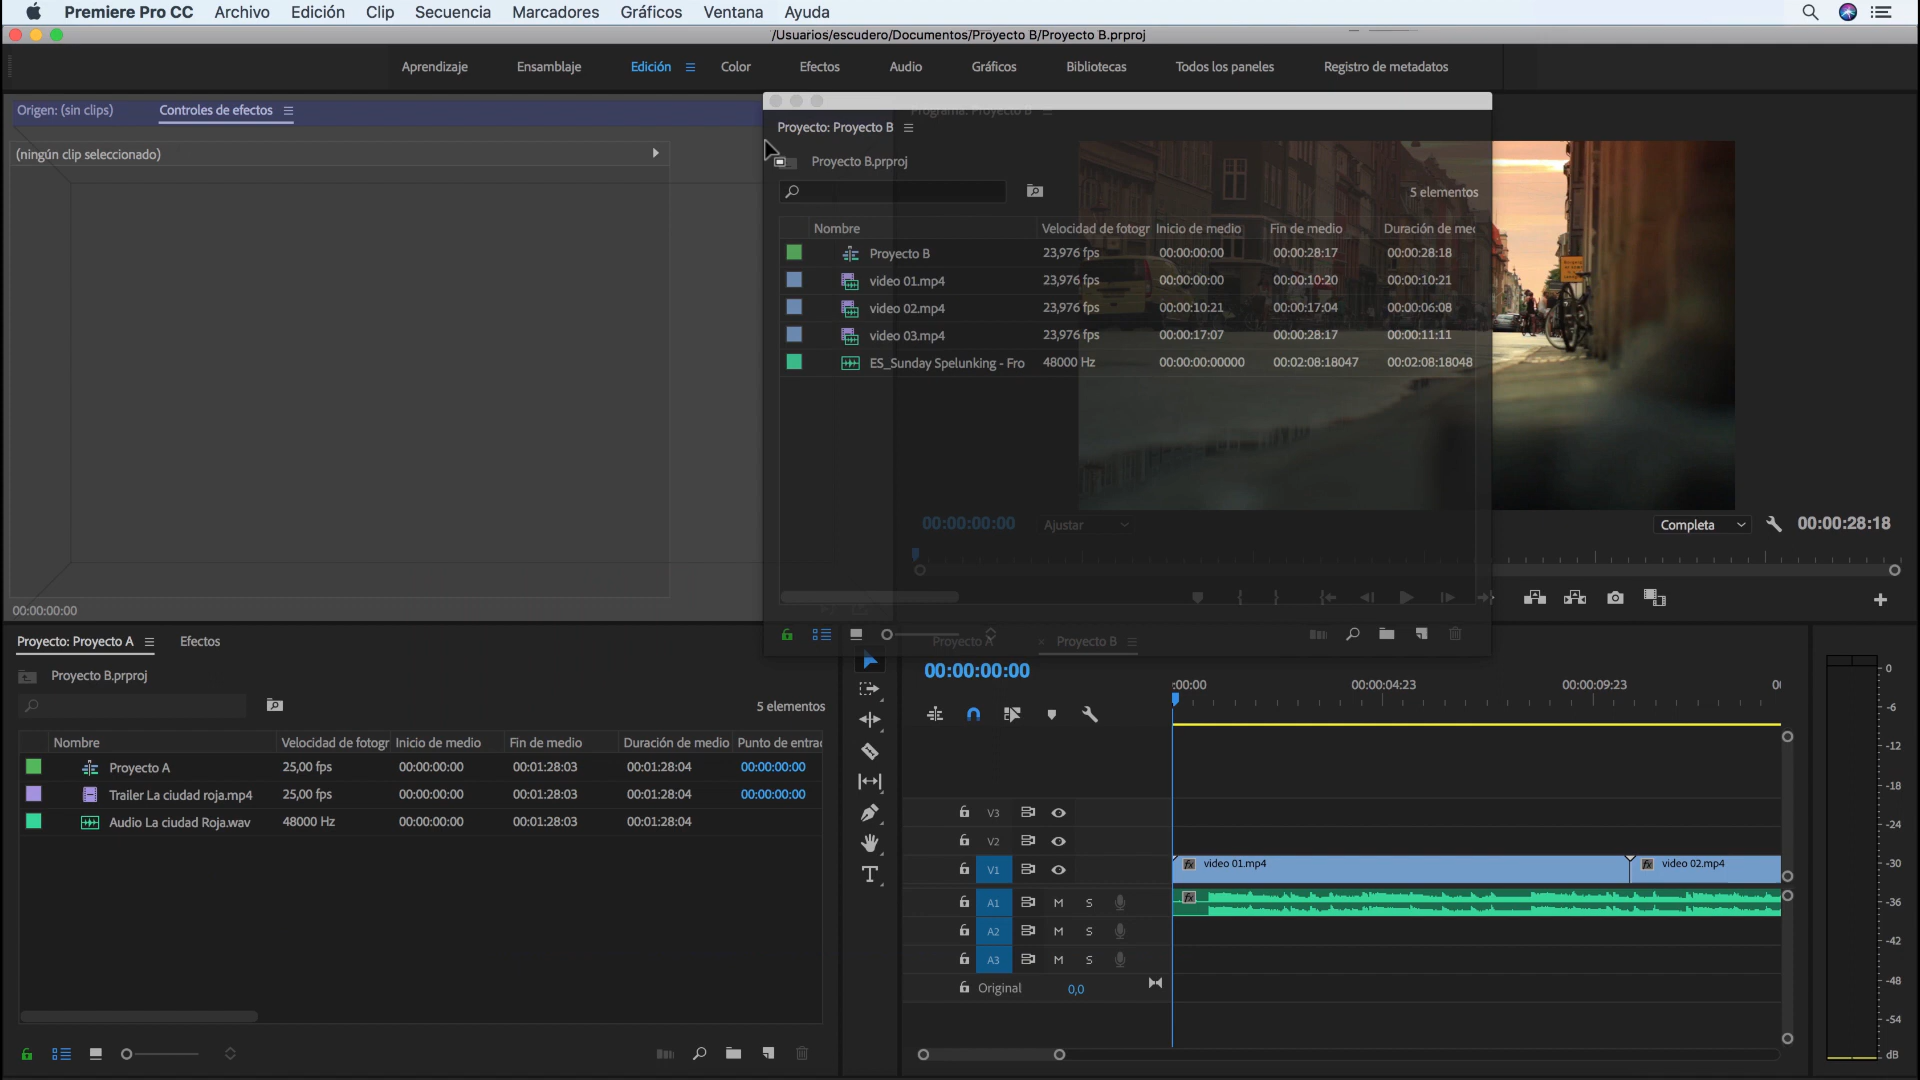 Premiere Pro CC Archivo Edición Clip Secuencia Marcadores Gráficos Ventana Ayuda
/Usuarios/escudero/Documentos/Proyecto B/Proyecto B.prproj
Aprendizaje Ensamblaje Edición Color Efectos Audio Gráficos Bibliotecas Todos los paneles Registro de metadatos
Origen: (sin clips) Controles de efectos
(ningún clip seleccionado)
00:00:00:00
Programa: Proyecto B
Proyecto: Proyecto B
Proyecto B.prproj
5 elementos
Nombre Velocidad de fotogr Inicio de medio Fin de medio Duración de med
Proyecto B 23,976 fps 00:00:00:00 00:00:28:17 00:00:28:18
video 01.mp4 23,976 fps 00:00:00:00 00:00:10:20 00:00:10:21
video 02.mp4 23,976 fps 00:00:10:21 00:00:17:04 00:00:06:08
video 03.mp4 23,976 fps 00:00:17:07 00:00:28:17 00:00:11:11
ES_Sunday Spelunking - Fro 48000 Hz 00:00:00:00000 00:02:08:18047 00:02:08:18048
00:00:00:00 Ajustar Completa 00:00:28:18
Proyecto: Proyecto A Efectos
Proyecto B.prproj
5 elementos
Nombre Velocidad de fotogr Inicio de medio Fin de medio Duración de medio Punto de entrad
Proyecto A 25,00 fps 00:00:00:00 00:01:28:03 00:01:28:04 00:00:00:00
Trailer La ciudad roja.mp4 25,00 fps 00:00:00:00 00:01:28:03 00:01:28:04 00:00:00:00
Audio La ciudad Roja.wav 48000 Hz 00:00:00:00 00:01:28:03 00:01:28:04
Proyecto A × Proyecto B
00:00:00:00
:00:00 00:00:04:23 00:00:09:23
V3
V2
V1 fx video 01.mp4 fx video 02.mp4
A1 M S fx
A2 M S
A3 M S
Original 0,0
0
-6
-12
-18
-24
-30
-36
-42
-48
-54
dB